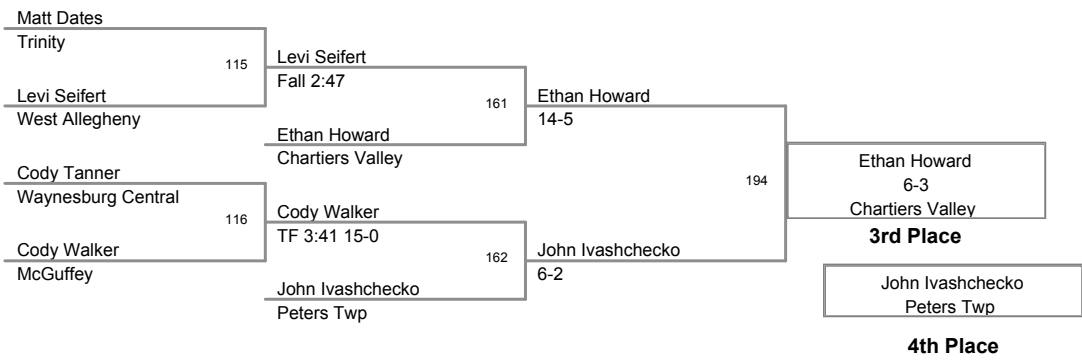 Matt Dates
Trinity
115
Levi Seifert
West Allegheny
Levi Seifert
Fall 2:47
161
Ethan Howard
Chartiers Valley
Ethan Howard
14-5
Cody Tanner
Waynesburg Central
116
Cody Walker
McGuffey
Cody Walker
TF 3:41 15-0
162
John Ivashchecko
Peters Twp
John Ivashchecko
6-2
194
Ethan Howard
6-3
Chartiers Valley
3rd Place
John Ivashchecko
Peters Twp
4th Place